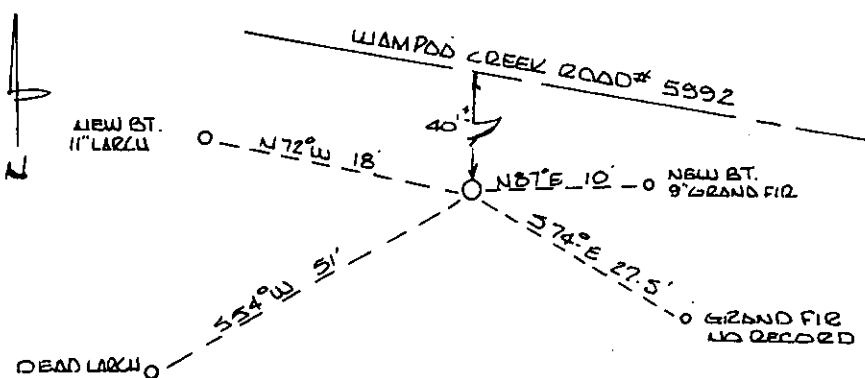 WAMPOO CREEK ROAD # 5992
40'±
NEW BT.
11" LARCH
N72°W 18'
N87°E 10'
NEW BT.
9" GRAND FIR
S74°E 27.5'
S54°W 51'
GRAND FIR
NO RECORD
DEAD LARCH
N